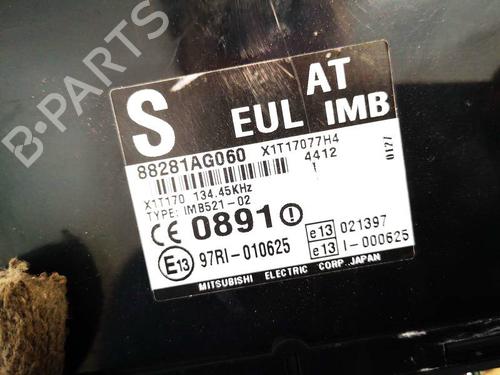 B-PARTS
S
AT
EUL IMB
88281AG060 X1T17077H4
4412
1
0127
X1T170 134.45KHz
TYPE: IMB521-02
CE 0891
E13 97RI-010625
e13 021397
e13 I-000625
MITSUBISHI ELECTRIC CORP. JAPAN